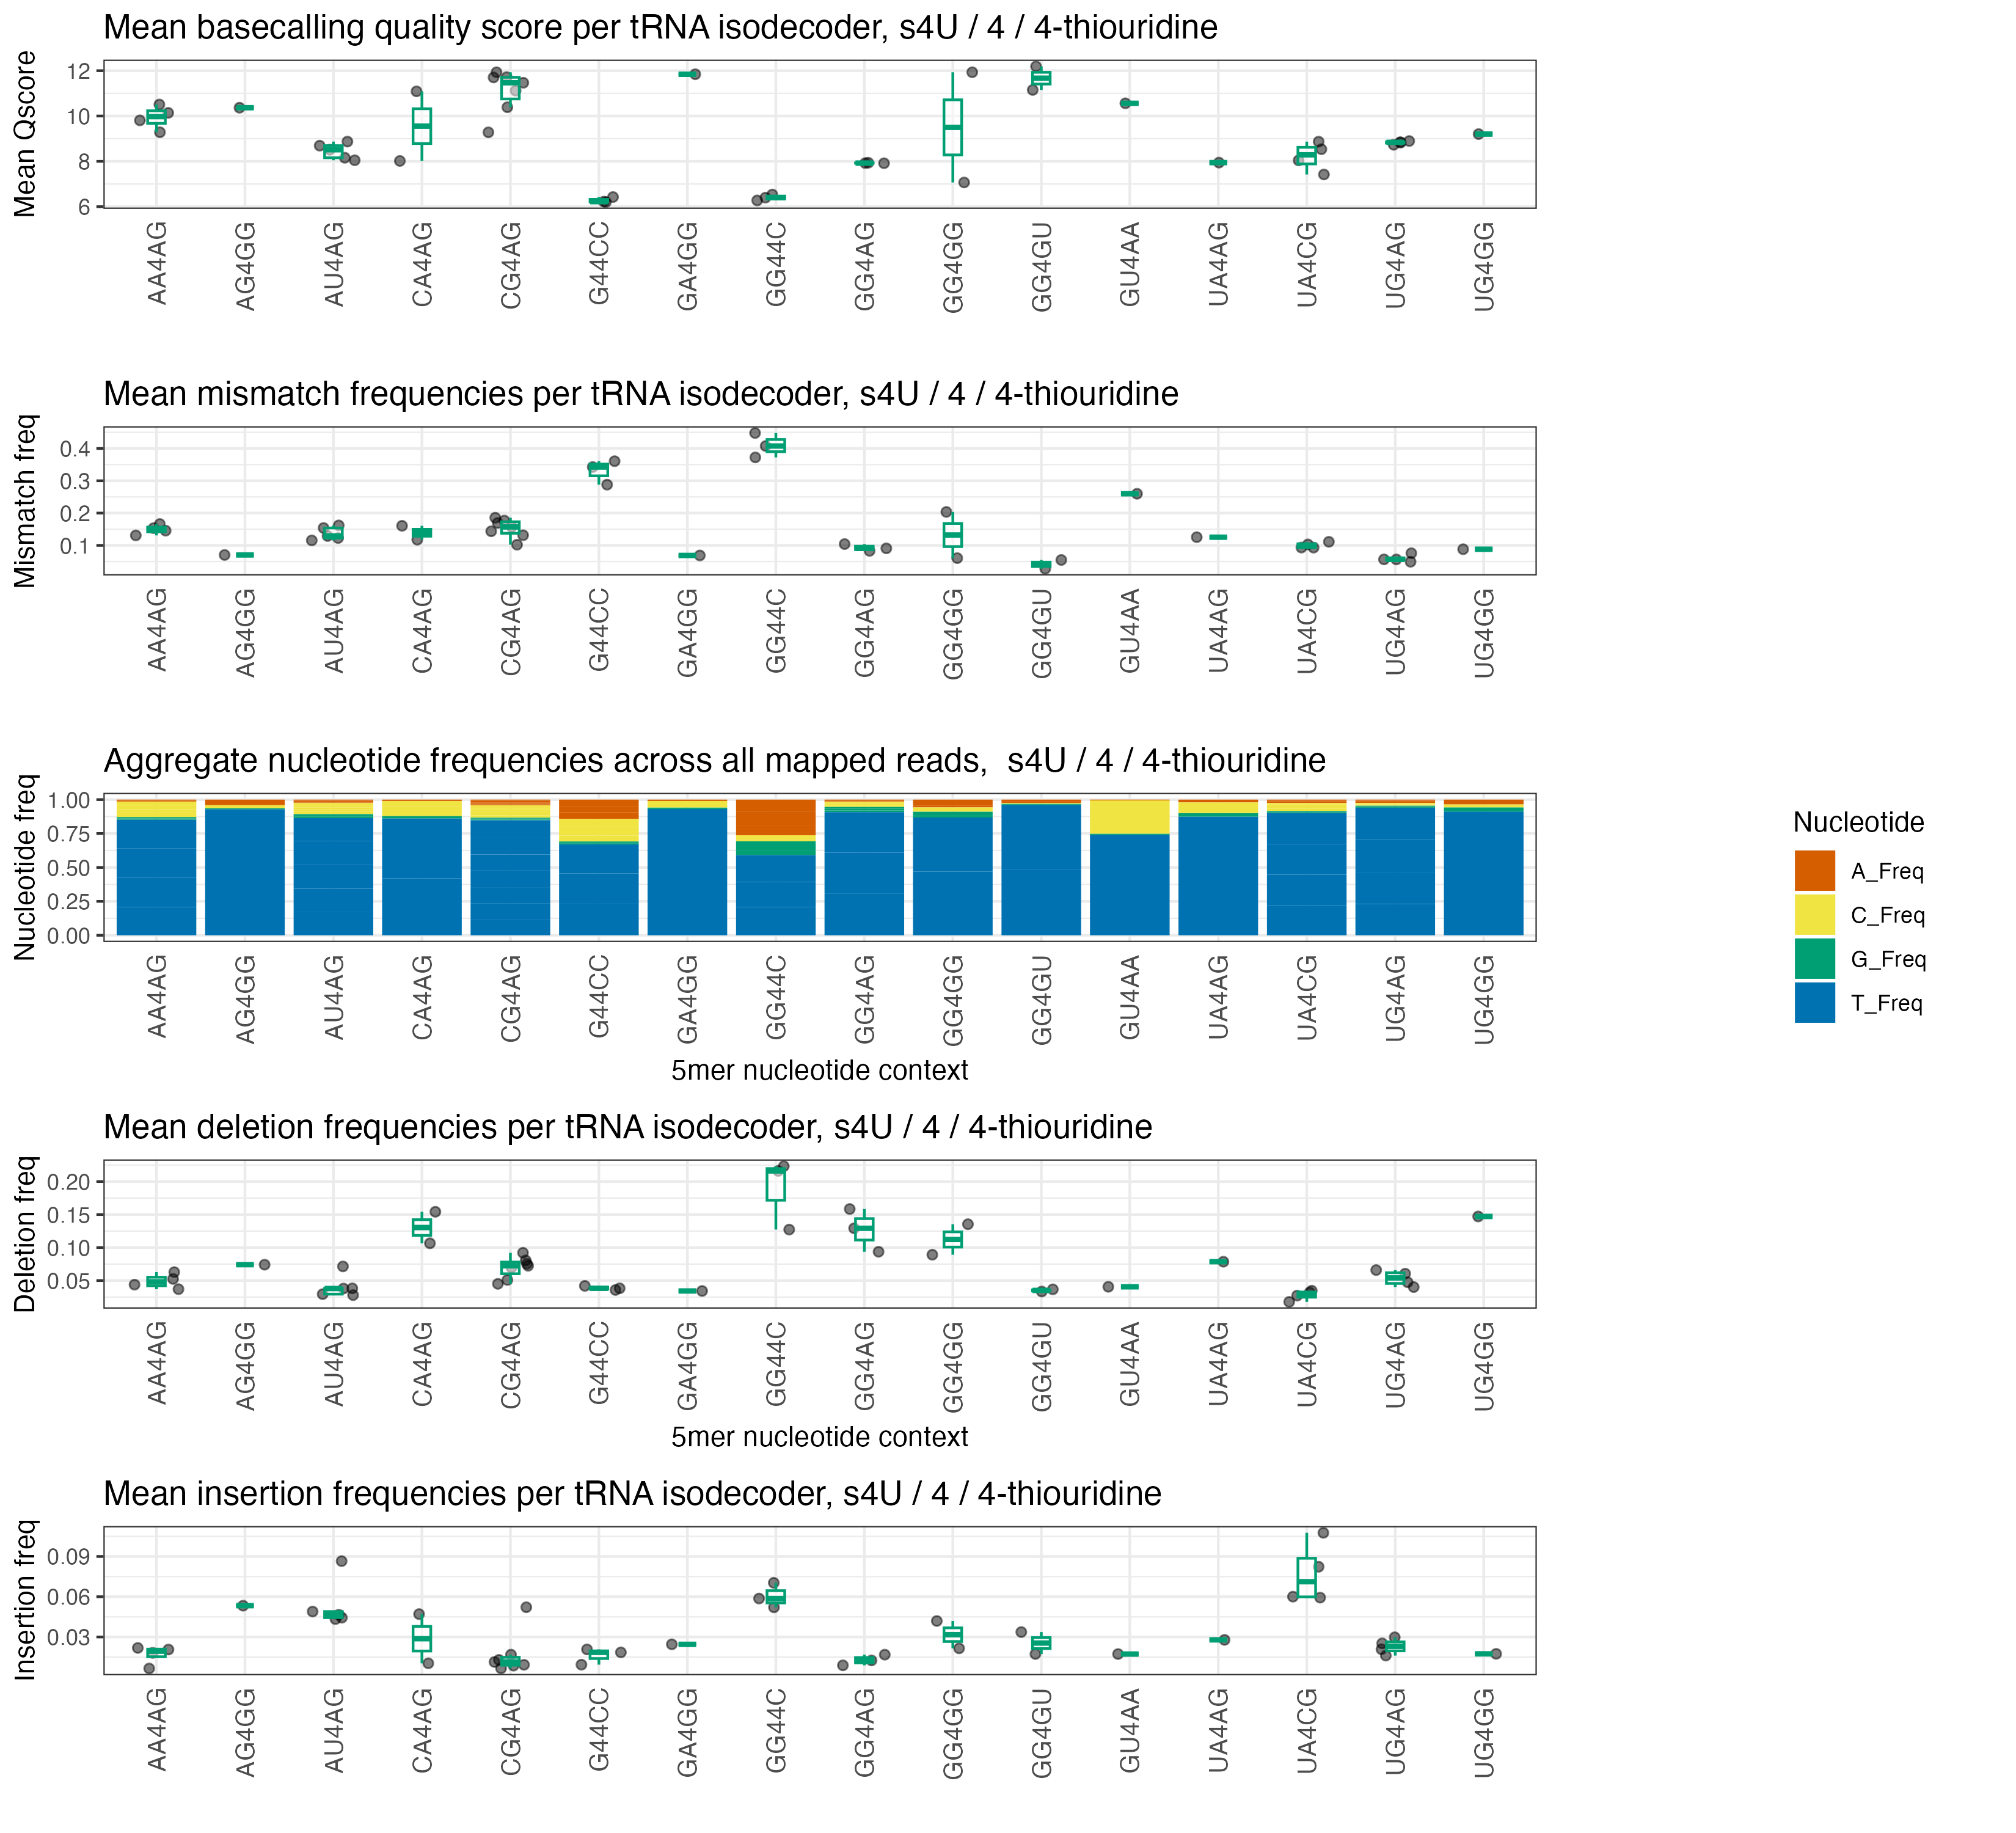 Mean basecalling quality score per tRNA isodecoder, s4U / 4 / 4-thiouridine
Mean Qscore
12
10
8
6
AA4AG AG4GG AU4AG CA4AG CG4AG G44CC GA4GG GG44C GG4AG GG4GG GG4GU GU4AA UA4AG UA4CG UG4AG UG4GG
Mean mismatch frequencies per tRNA isodecoder, s4U / 4 / 4-thiouridine
Mismatch freq
0.4
0.3
0.2
0.1
AA4AG AG4GG AU4AG CA4AG CG4AG G44CC GA4GG GG44C GG4AG GG4GG GG4GU GU4AA UA4AG UA4CG UG4AG UG4GG
Aggregate nucleotide frequencies across all mapped reads,  s4U / 4 / 4-thiouridine
Nucleotide freq
1.00
0.75
0.50
0.25
0.00
AA4AG AG4GG AU4AG CA4AG CG4AG G44CC GA4GG GG44C GG4AG GG4GG GG4GU GU4AA UA4AG UA4CG UG4AG UG4GG
5mer nucleotide context
Nucleotide
A_Freq
C_Freq
G_Freq
T_Freq
Mean deletion frequencies per tRNA isodecoder, s4U / 4 / 4-thiouridine
Deletion freq
0.20
0.15
0.10
0.05
AA4AG AG4GG AU4AG CA4AG CG4AG G44CC GA4GG GG44C GG4AG GG4GG GG4GU GU4AA UA4AG UA4CG UG4AG UG4GG
5mer nucleotide context
Mean insertion frequencies per tRNA isodecoder, s4U / 4 / 4-thiouridine
Insertion freq
0.09
0.06
0.03
AA4AG AG4GG AU4AG CA4AG CG4AG G44CC GA4GG GG44C GG4AG GG4GG GG4GU GU4AA UA4AG UA4CG UG4AG UG4GG